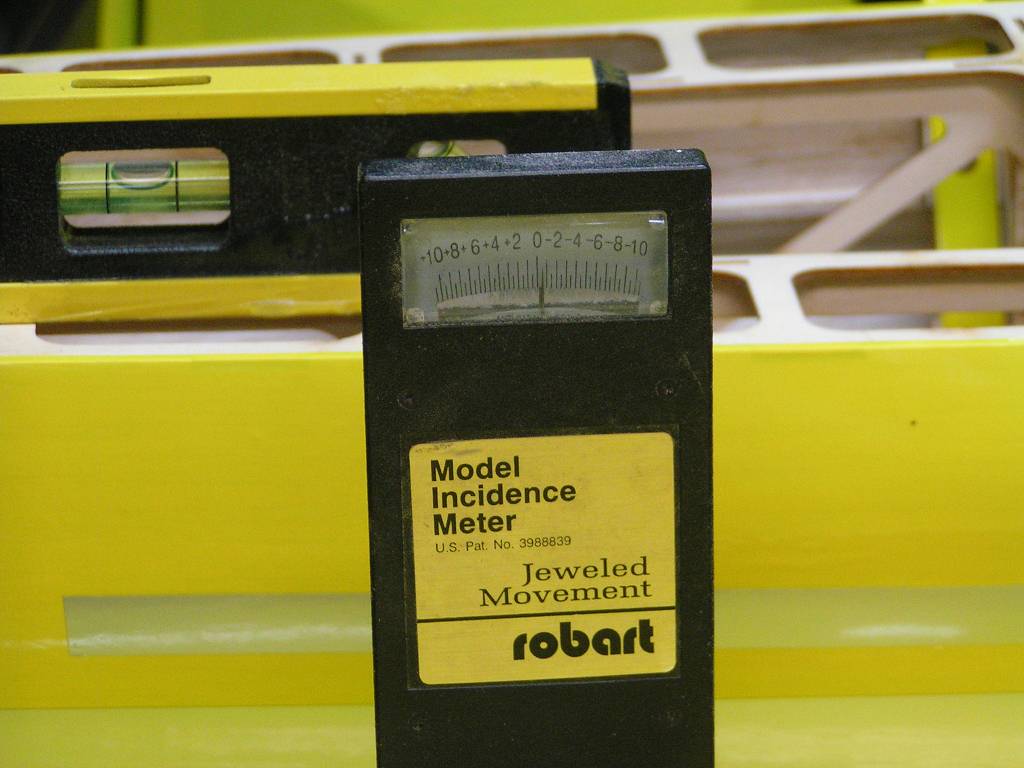 +10+8+6+4+2 0-2-4-6-8-10
Model
Incidence
Meter
U.S. Pat. No. 3988839
Jeweled
Movement
robart